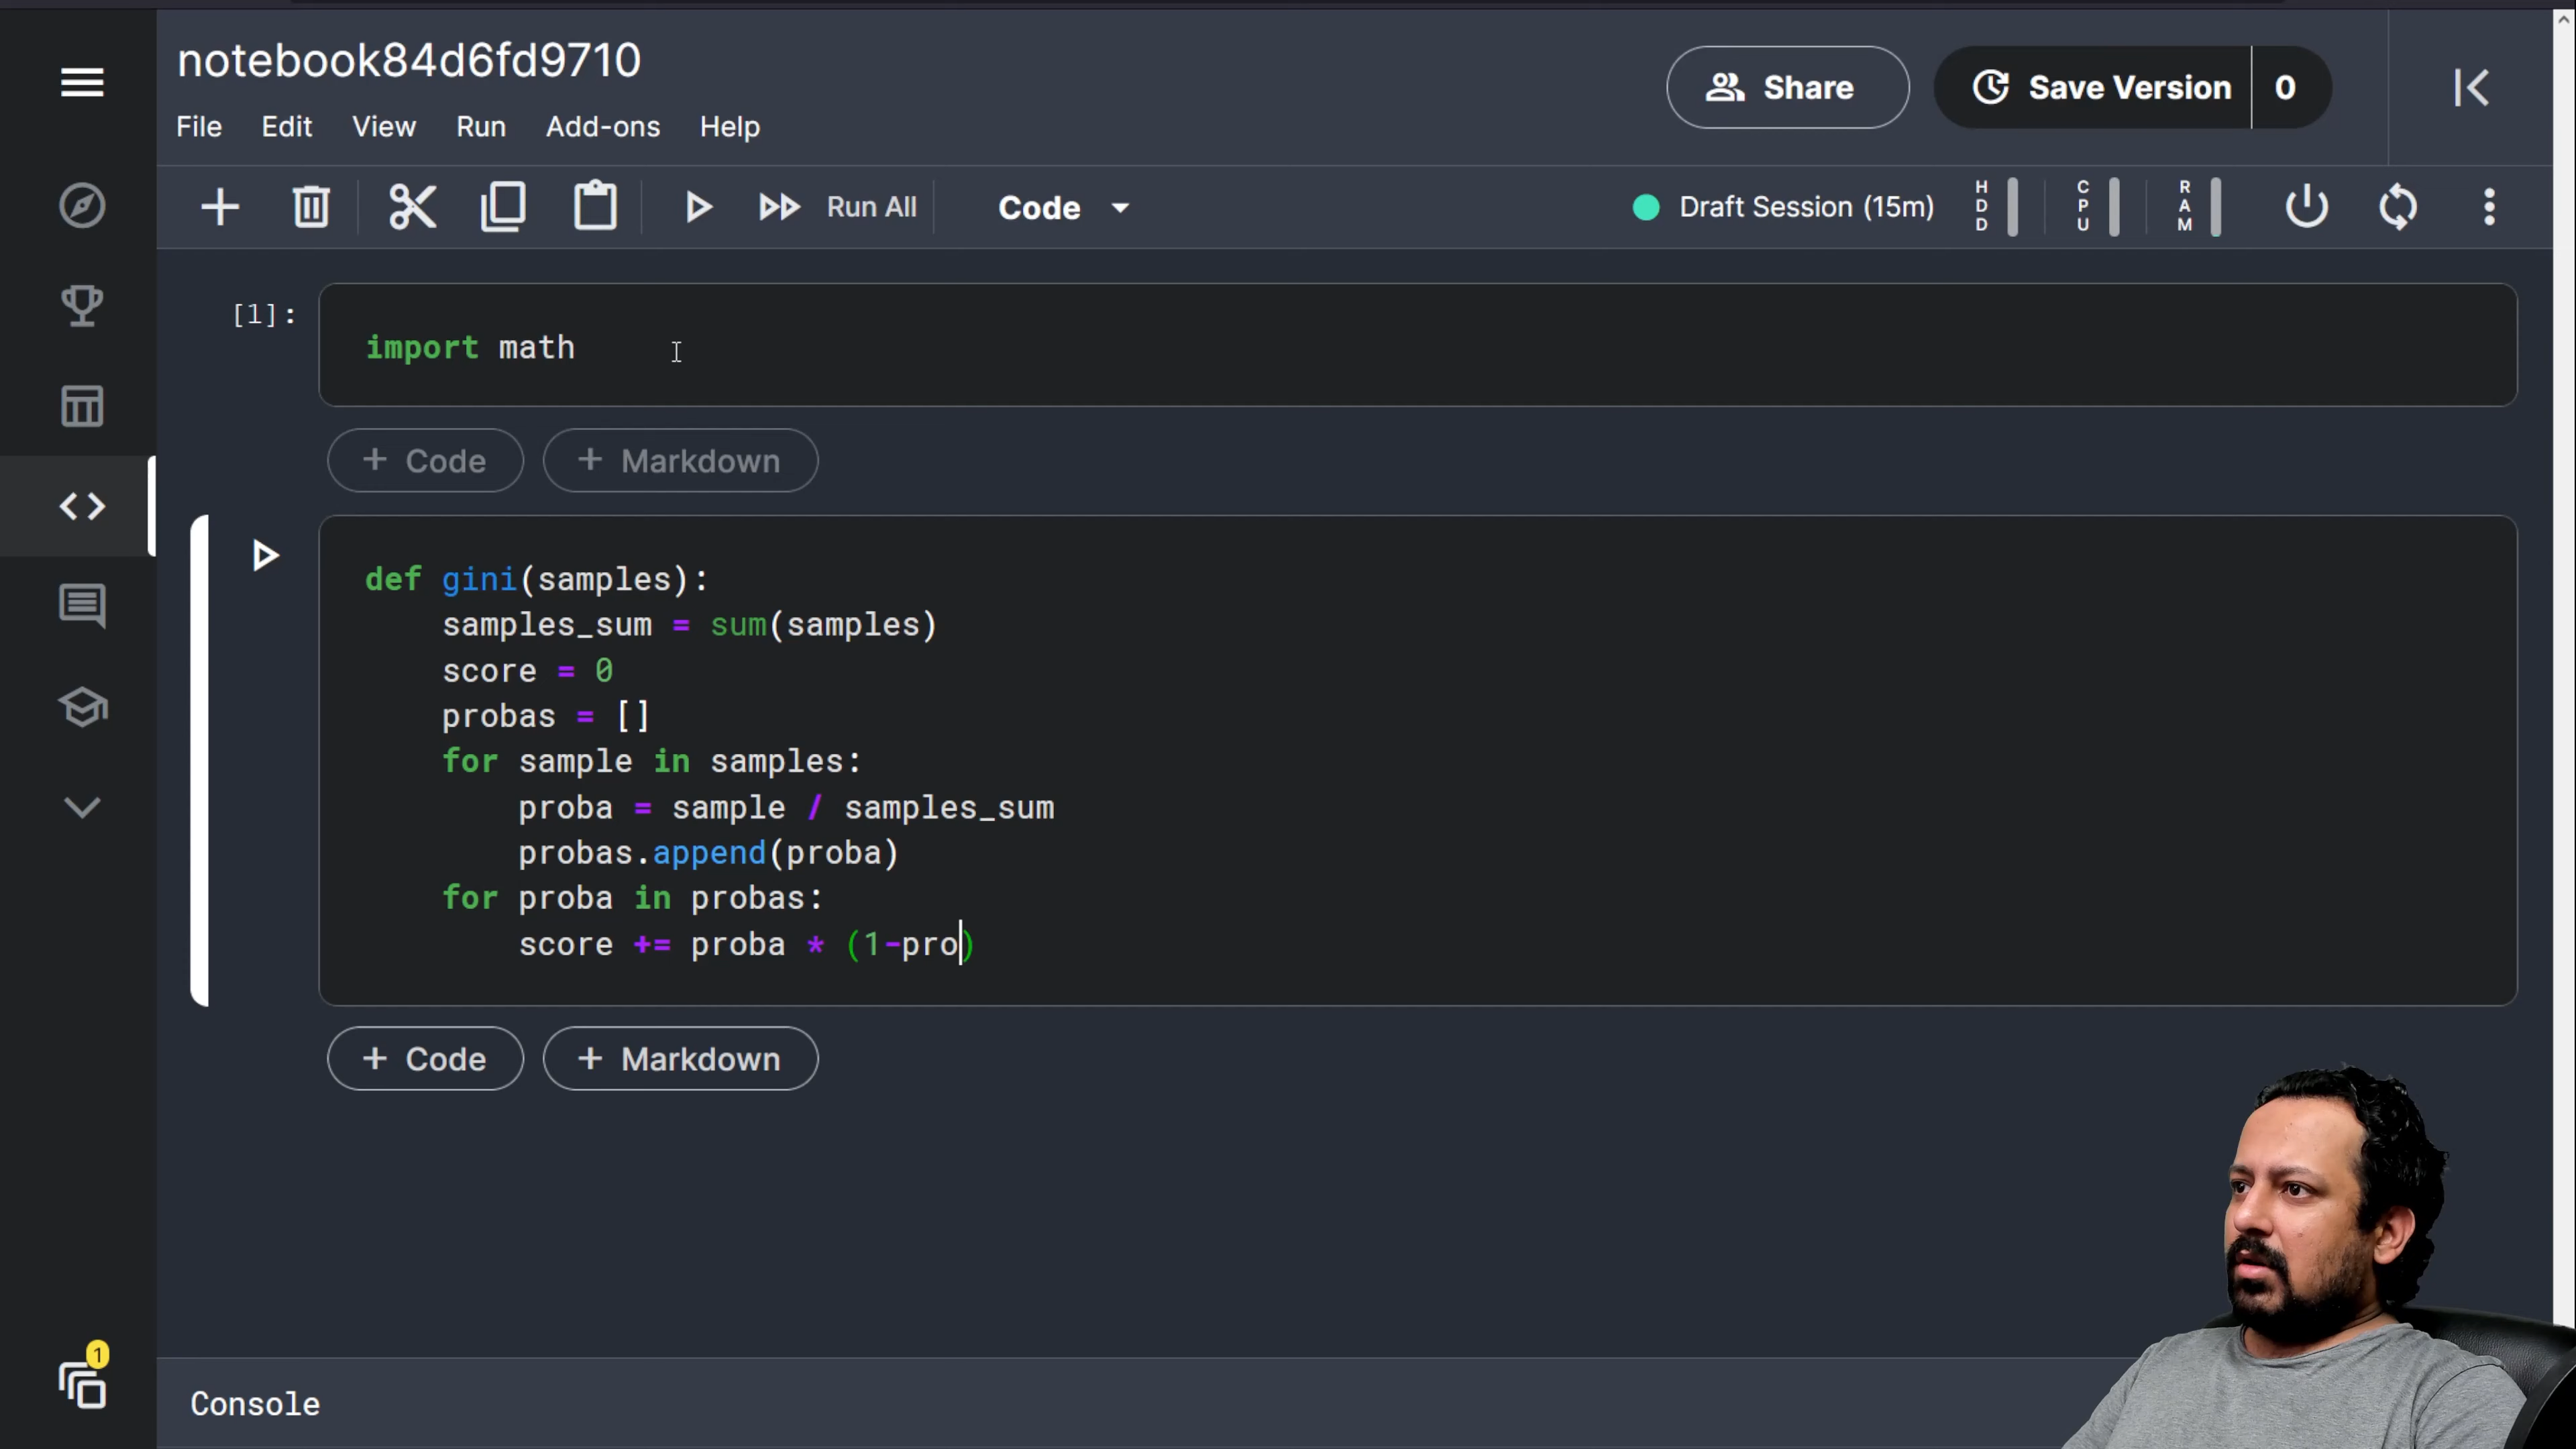 notebook84d6fd9710
File Edit View Run Add-ons Help
Share
Save Version 0
Run All
Code
Draft Session (15m)
HDD
CPU
RAM
[1]:
import math
+ Code + Markdown
def gini(samples):
    samples_sum = sum(samples)
    score = 0
    probas = []
    for sample in samples:
        proba = sample / samples_sum
        probas.append(proba)
    for proba in probas:
        score += proba * (1-pro)
+ Code + Markdown
1
Console